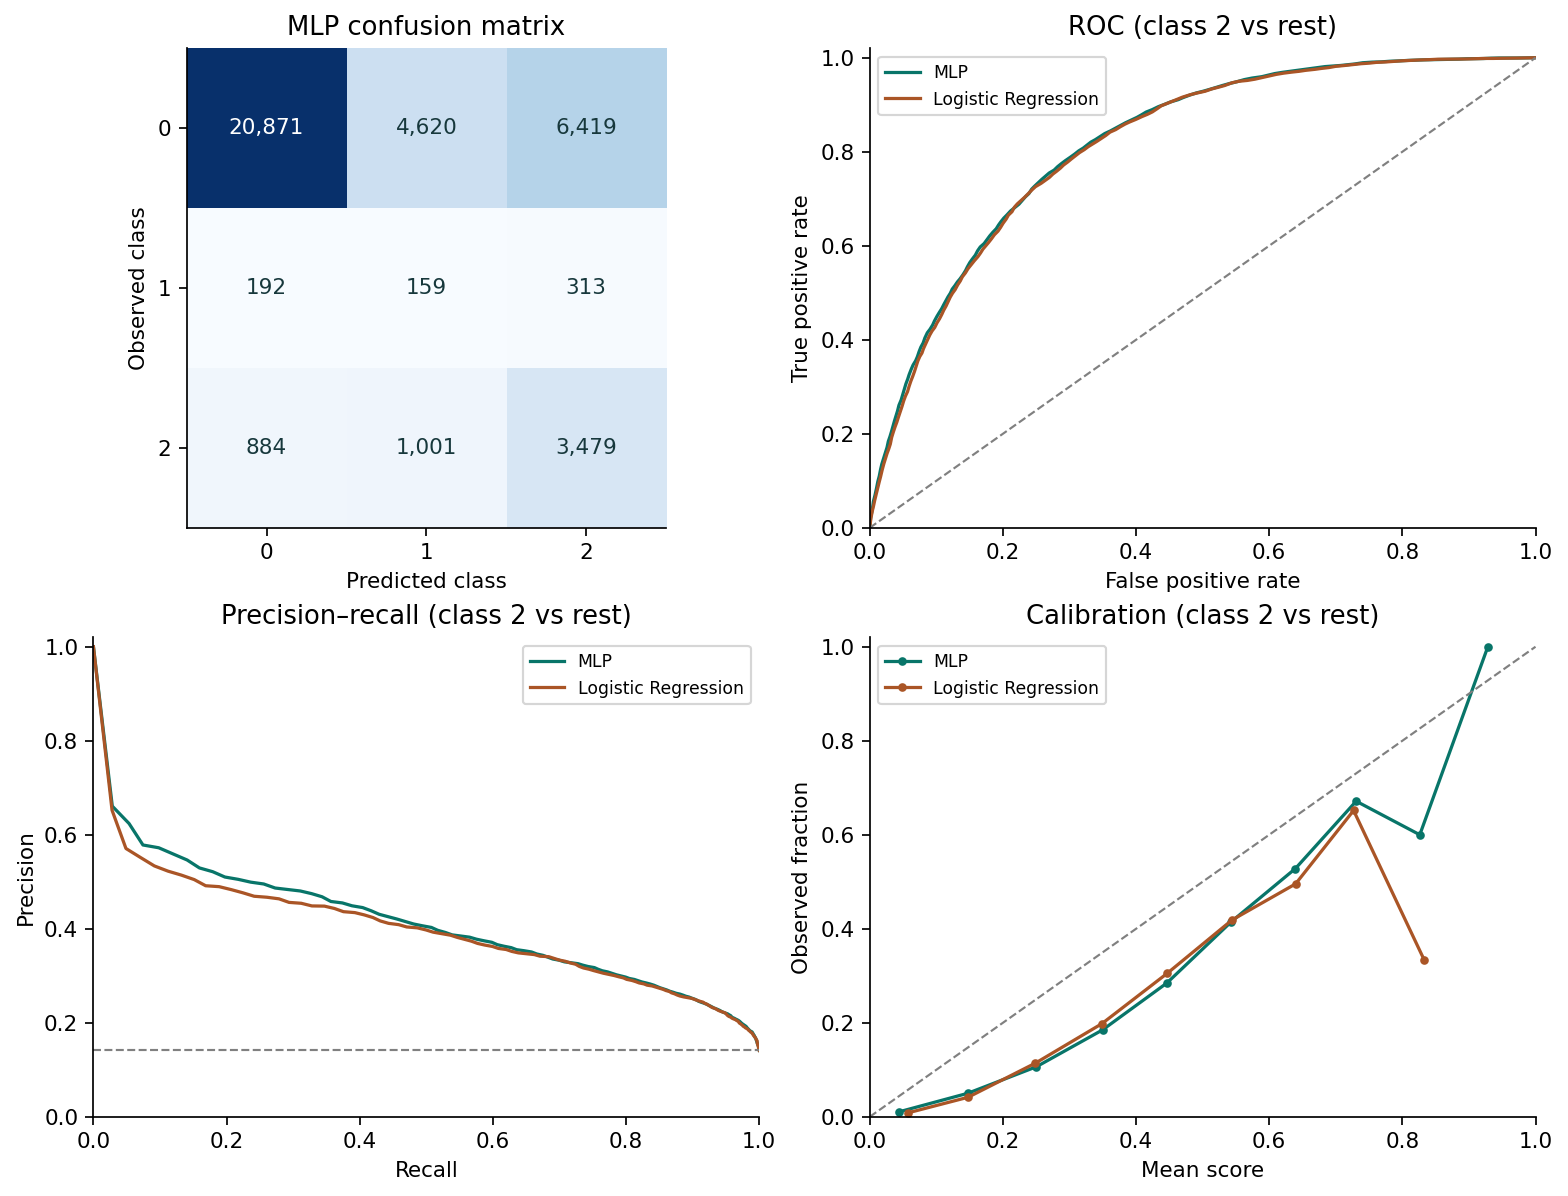 MLP confusion matrix
Observed class
0
20,871 4,620 6,419
1
192 159 313
2
884 1,001 3,479
0 1 2
Predicted class
ROC (class 2 vs rest)
MLP
Logistic Regression
True positive rate
1.0
0.8
0.6
0.4
0.2
0.0
0.0 0.2 0.4 0.6 0.8 1.0
False positive rate
Precision–recall (class 2 vs rest)
MLP
Logistic Regression
Precision
1.0
0.8
0.6
0.4
0.2
0.0
0.0 0.2 0.4 0.6 0.8 1.0
Recall
Calibration (class 2 vs rest)
MLP
Logistic Regression
Observed fraction
1.0
0.8
0.6
0.4
0.2
0.0
0.0 0.2 0.4 0.6 0.8 1.0
Mean score